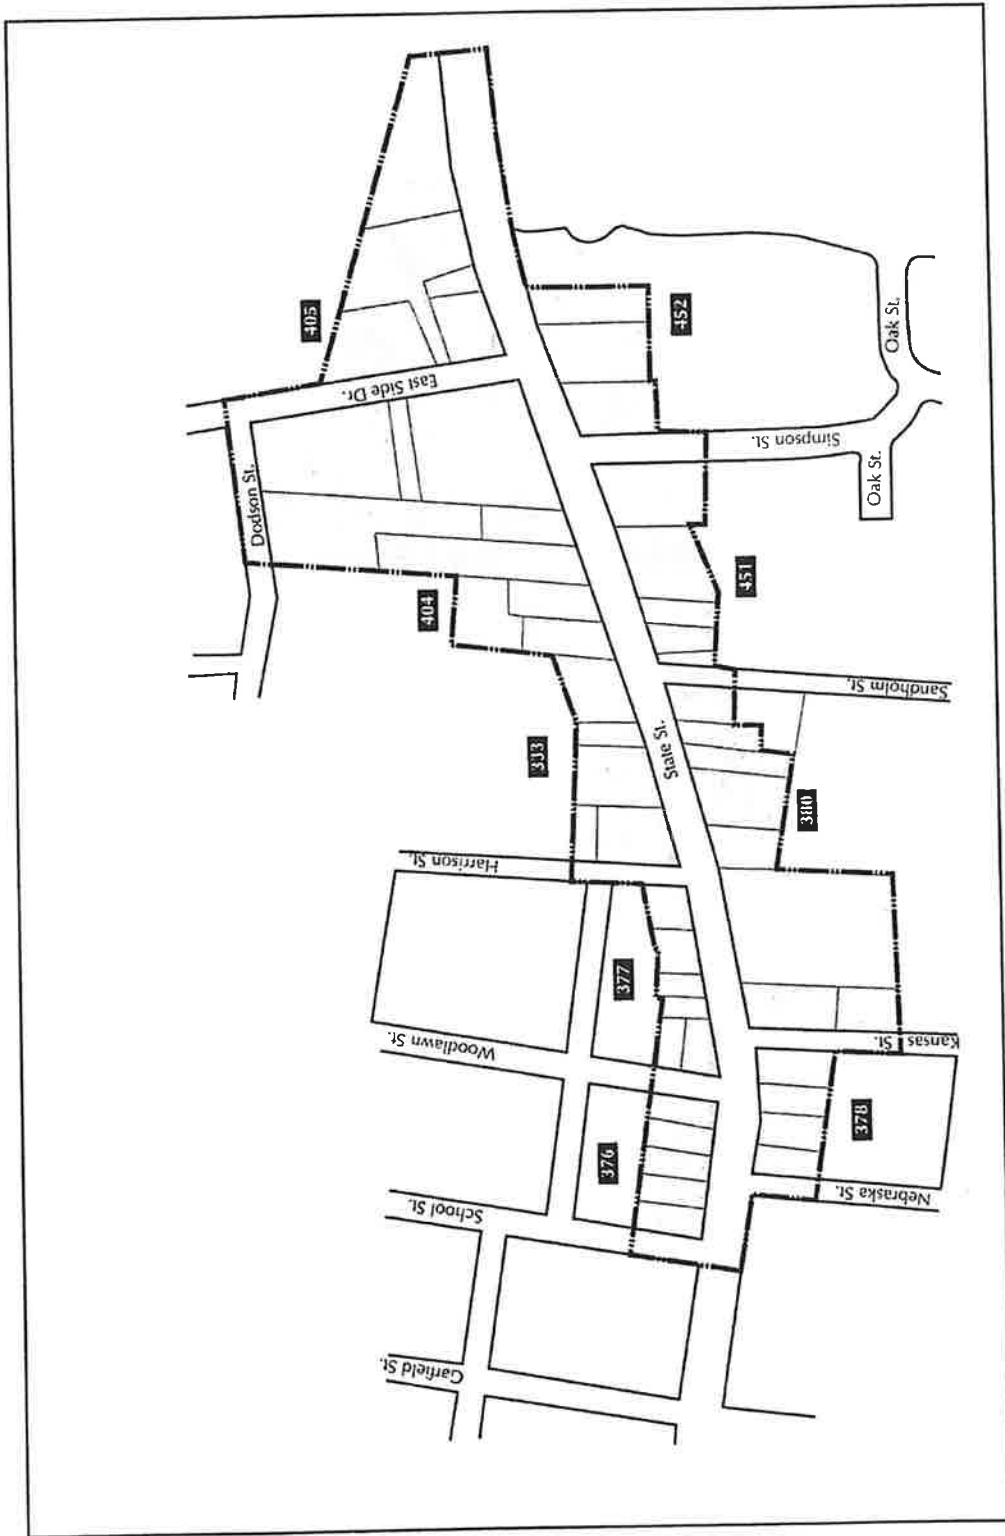 405
East Side Dr.
Dodson St.
452
Oak St.
Simpson St.
Oak St.
404
451
Sandholm St.
333
State St.
380
Harrison St.
377
Woodlawn St.
Kansas St.
376
378
School St.
Nebraska St.
Garfield St.